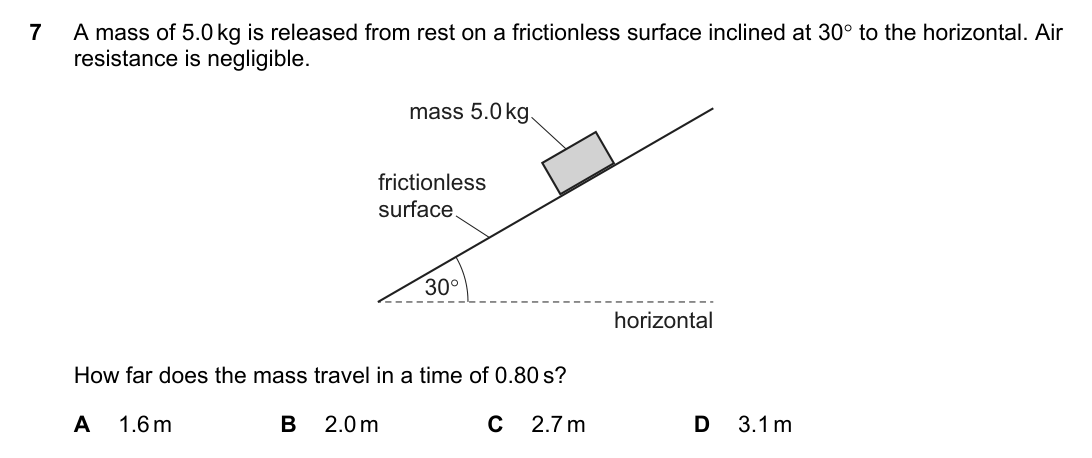 7 A mass of 5.0 kg is released from rest on a frictionless surface inclined at 30° to the horizontal. Air
resistance is negligible.
mass 5.0 kg
frictionless
surface
30°
horizontal
How far does the mass travel in a time of 0.80 s?
A 1.6 m B 2.0 m C 2.7 m D 3.1 m